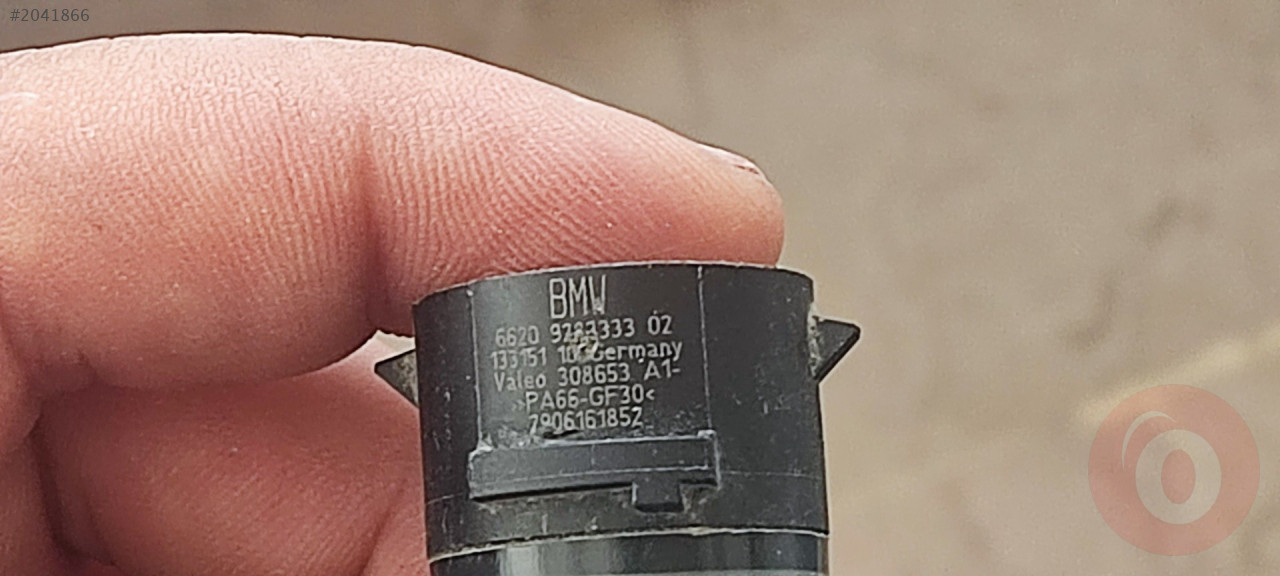 #2041866
BMW
6620 9283333 02
133151 10 Germany
Valeo 308653 A1-
>PA66-GF30<
7906161852
O